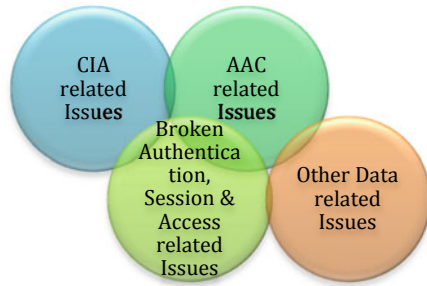 CIA
related
Issues
AAC
related
Issues
Broken
Authentica
tion,
Session &
Access
related
Issues
Other Data
related
Issues